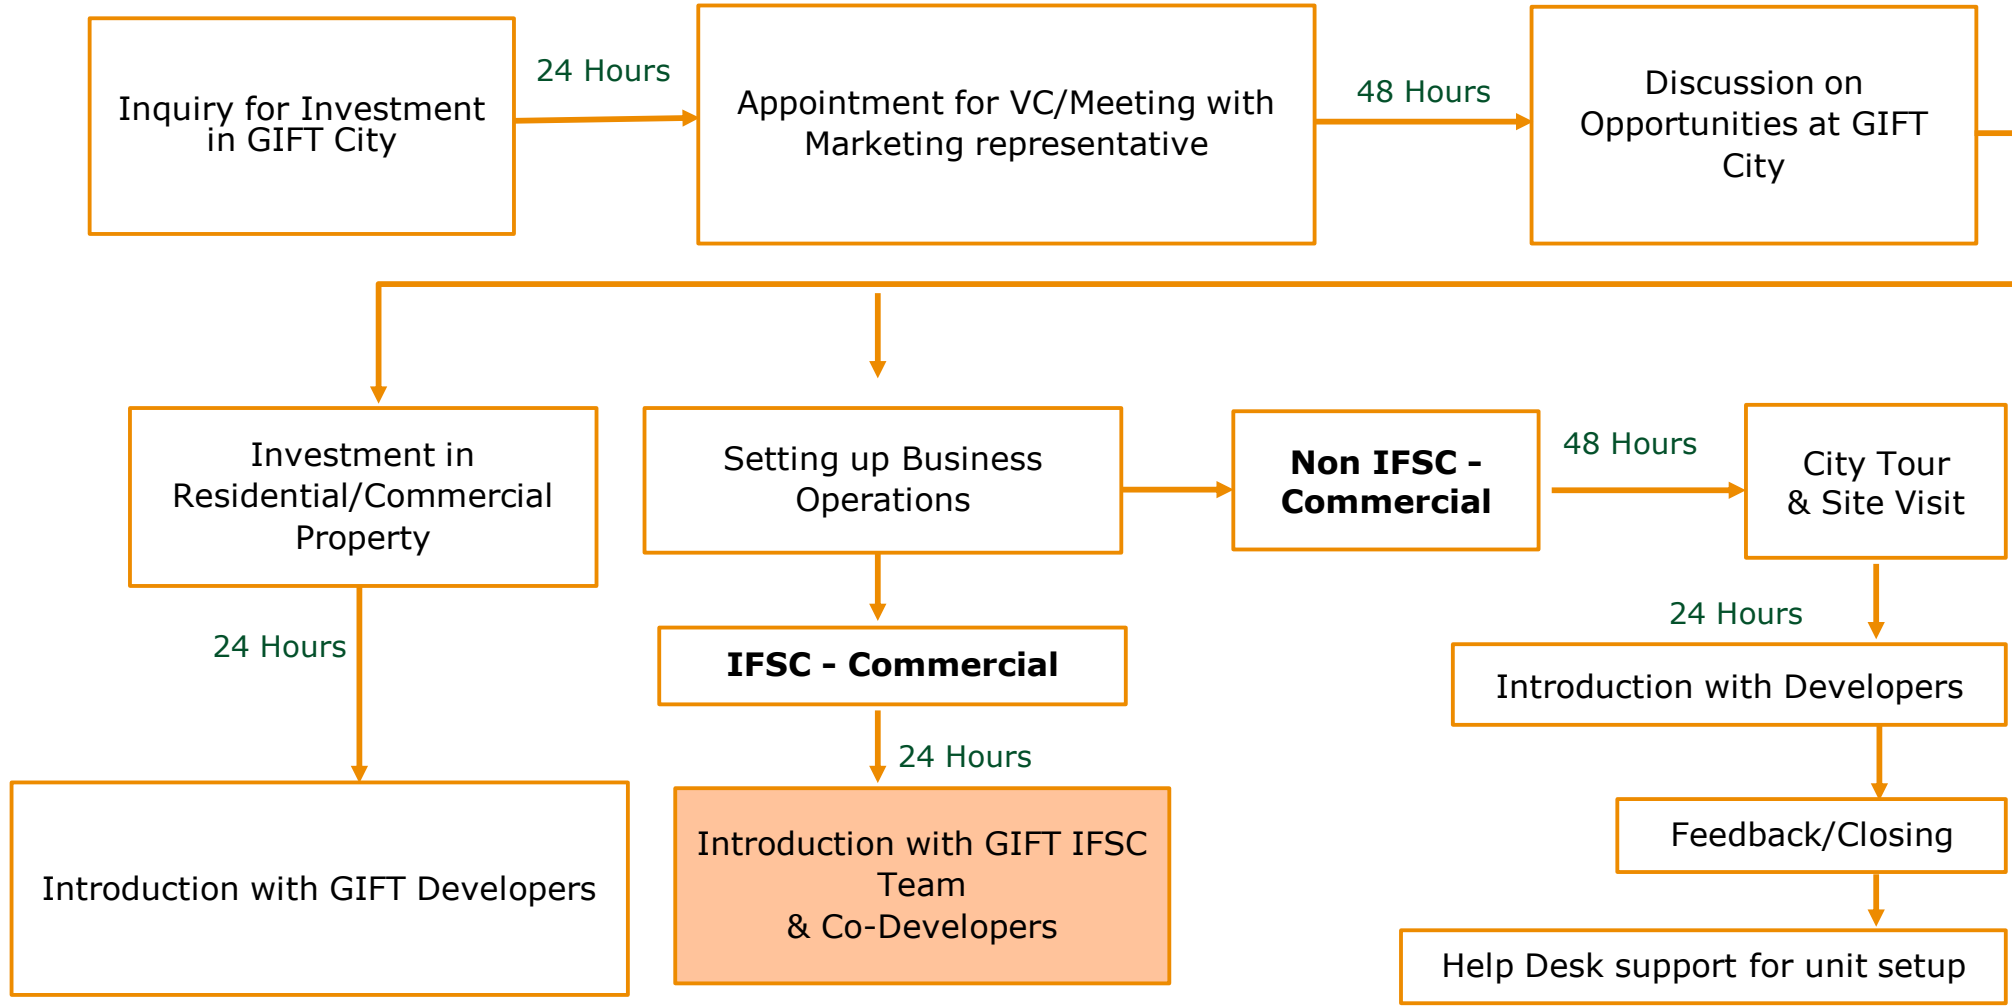 Inquiry for Investment
in GIFT City
24 Hours
Appointment for VC/Meeting with
Marketing representative
48 Hours
Discussion on
Opportunities at GIFT
City
Investment in
Residential/Commercial
Property
24 Hours
Introduction with GIFT Developers
Setting up Business
Operations
IFSC – Commercial
24 Hours
Introduction with GIFT IFSC
Team
& Co-Developers
Non IFSC –
Commercial
48 Hours
City Tour
& Site Visit
24 Hours
Introduction with Developers
Feedback/Closing
Help Desk support for unit setup